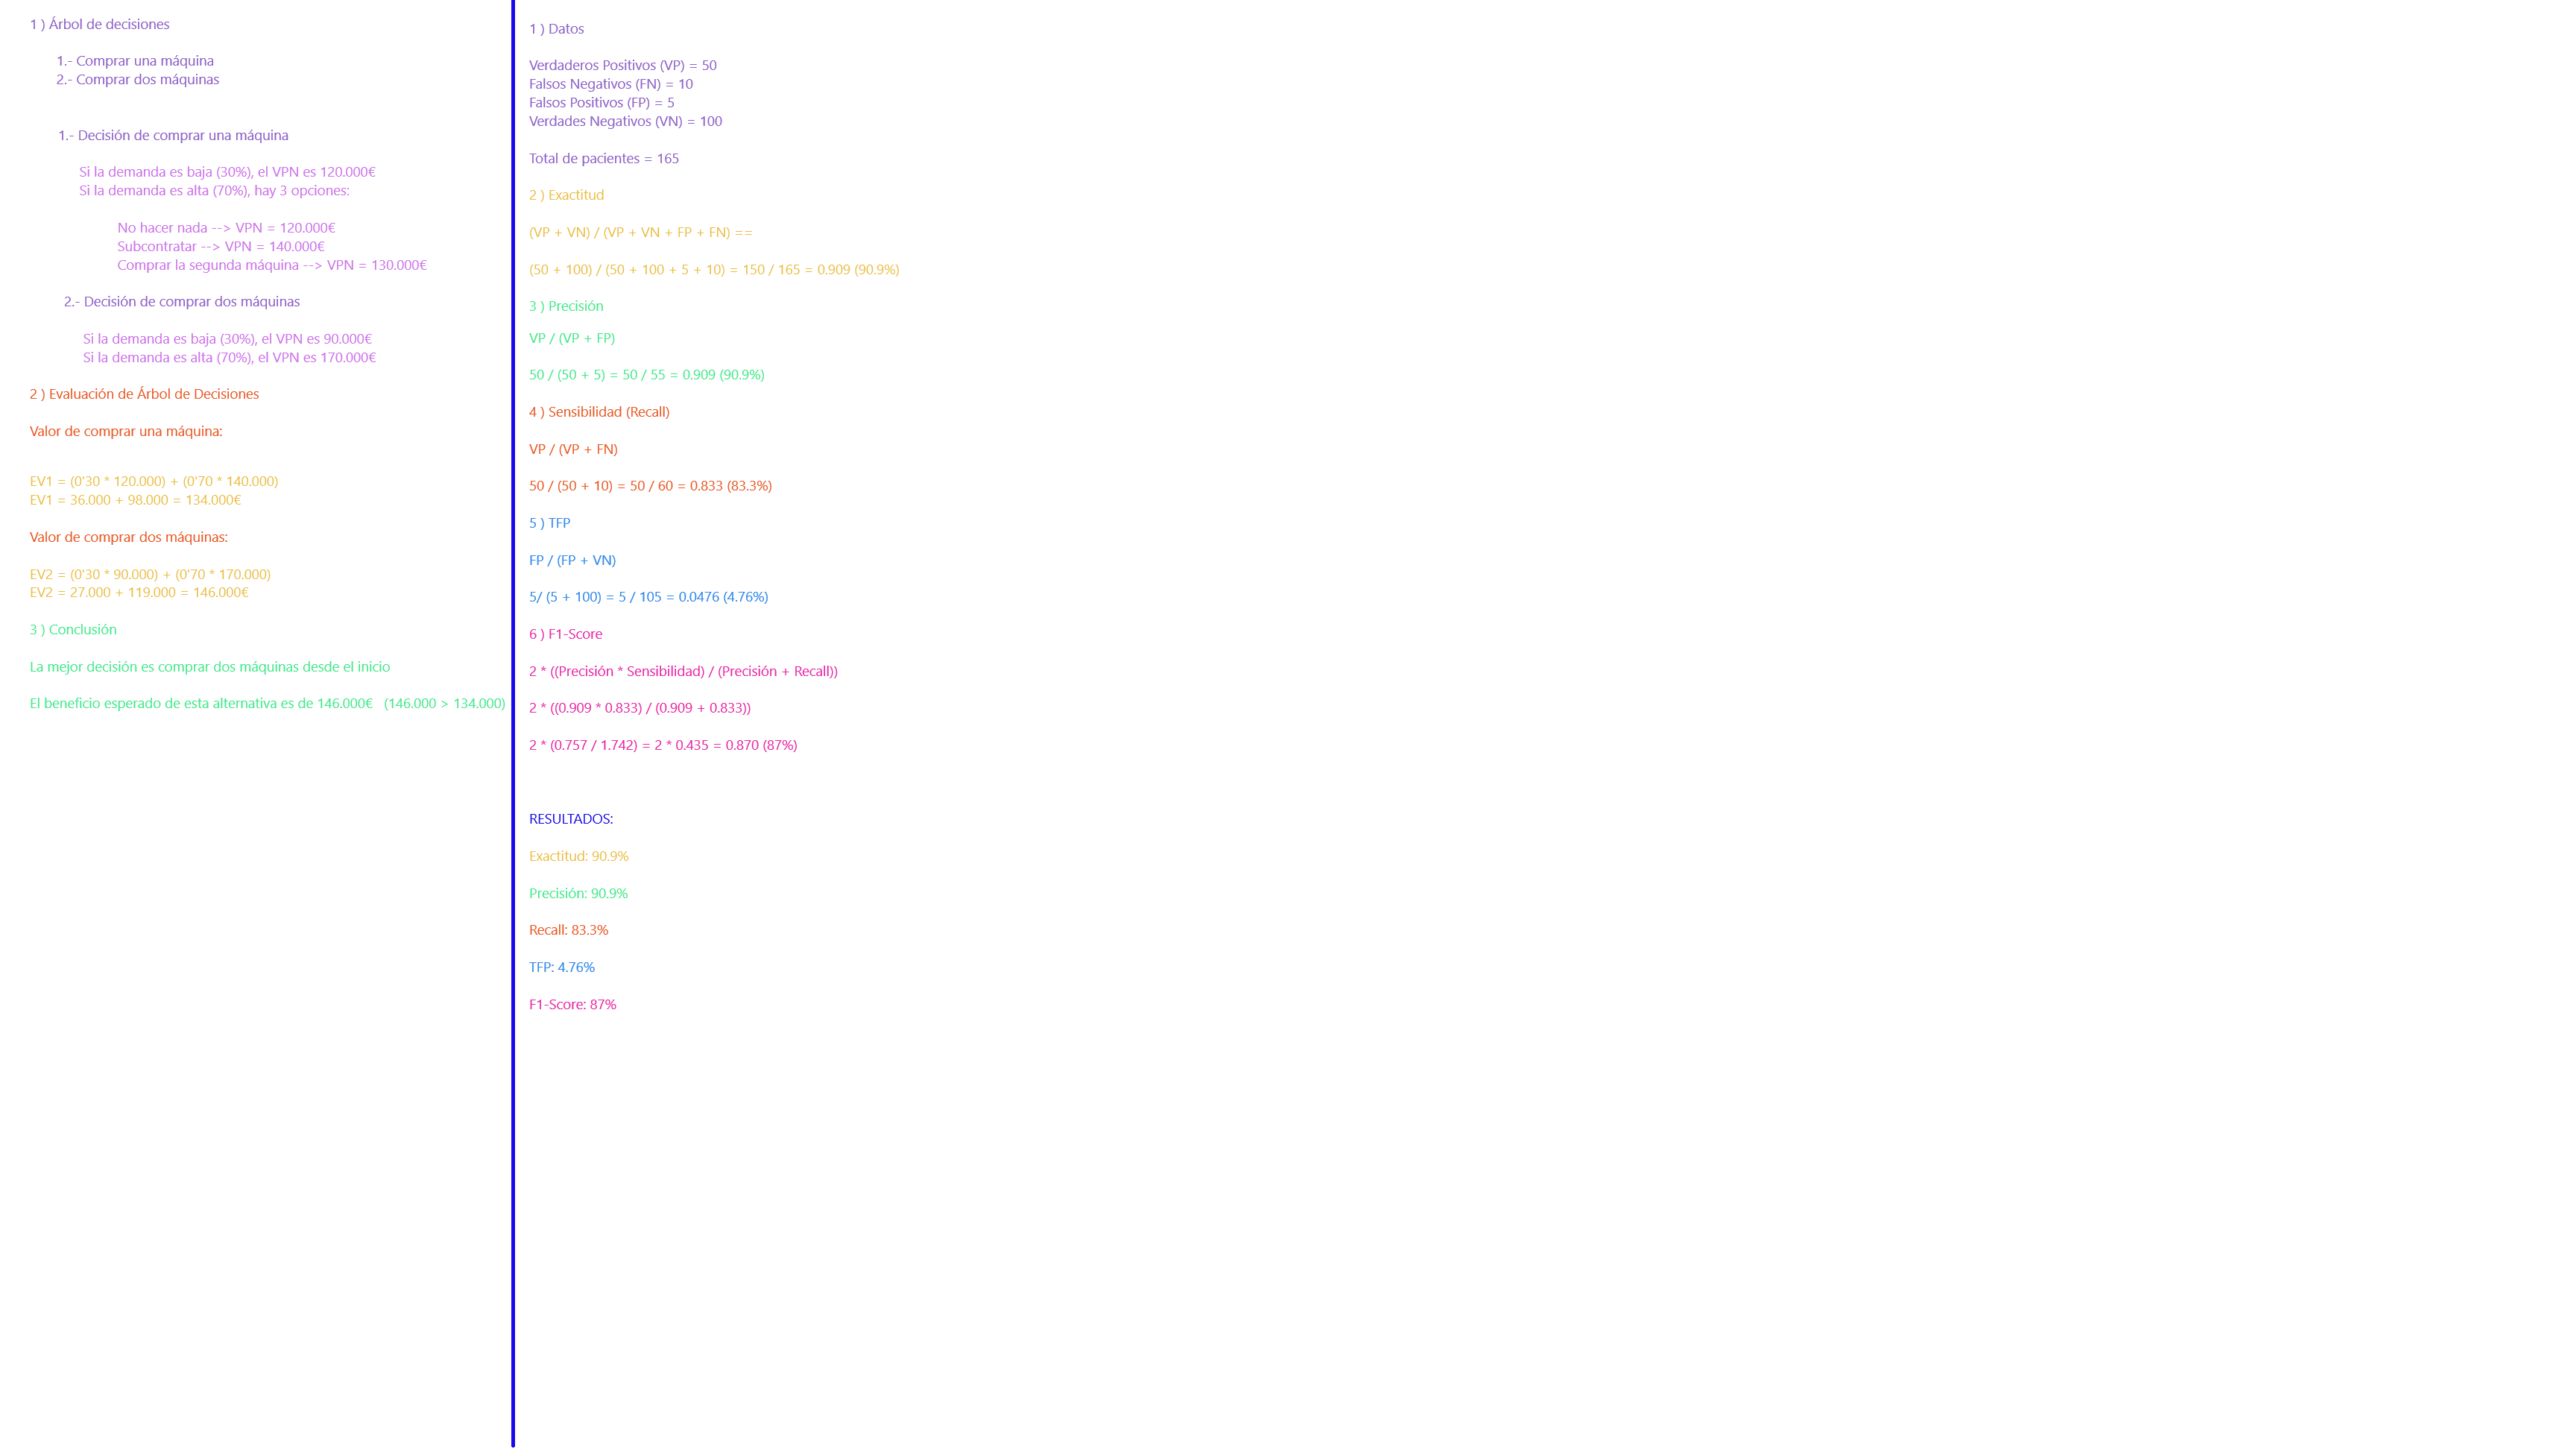 1 ) Árbol de decisiones
1.- Comprar una máquina
2.- Comprar dos máquinas
1.- Decisión de comprar una máquina
Si la demanda es baja (30%), el VPN es 120.000€
Si la demanda es alta (70%), hay 3 opciones:
No hacer nada --> VPN = 120.000€
Subcontratar --> VPN = 140.000€
Comprar la segunda máquina --> VPN = 130.000€
2.- Decisión de comprar dos máquinas
Si la demanda es baja (30%), el VPN es 90.000€
Si la demanda es alta (70%), el VPN es 170.000€
2 ) Evaluación de Árbol de Decisiones
Valor de comprar una máquina:
EV1 = (0'30 * 120.000) + (0'70 * 140.000)
EV1 = 36.000 + 98.000 = 134.000€
Valor de comprar dos máquinas:
EV2 = (0'30 * 90.000) + (0'70 * 170.000)
EV2 = 27.000 + 119.000 = 146.000€
3 ) Conclusión
La mejor decisión es comprar dos máquinas desde el inicio
El beneficio esperado de esta alternativa es de 146.000€ (146.000 > 134.000)
1 ) Datos
Verdaderos Positivos (VP) = 50
Falsos Negativos (FN) = 10
Falsos Positivos (FP) = 5
Verdades Negativos (VN) = 100
Total de pacientes = 165
2 ) Exactitud
(VP + VN) / (VP + VN + FP + FN) ==
(50 + 100) / (50 + 100 + 5 + 10) = 150 / 165 = 0.909 (90.9%)
3 ) Precisión
VP / (VP + FP)
50 / (50 + 5) = 50 / 55 = 0.909 (90.9%)
4 ) Sensibilidad (Recall)
VP / (VP + FN)
50 / (50 + 10) = 50 / 60 = 0.833 (83.3%)
5 ) TFP
FP / (FP + VN)
5/ (5 + 100) = 5 / 105 = 0.0476 (4.76%)
6 ) F1-Score
2 * ((Precisión * Sensibilidad) / (Precisión + Recall))
2 * ((0.909 * 0.833) / (0.909 + 0.833))
2 * (0.757 / 1.742) = 2 * 0.435 = 0.870 (87%)
RESULTADOS:
Exactitud: 90.9%
Precisión: 90.9%
Recall: 83.3%
TFP: 4.76%
F1-Score: 87%